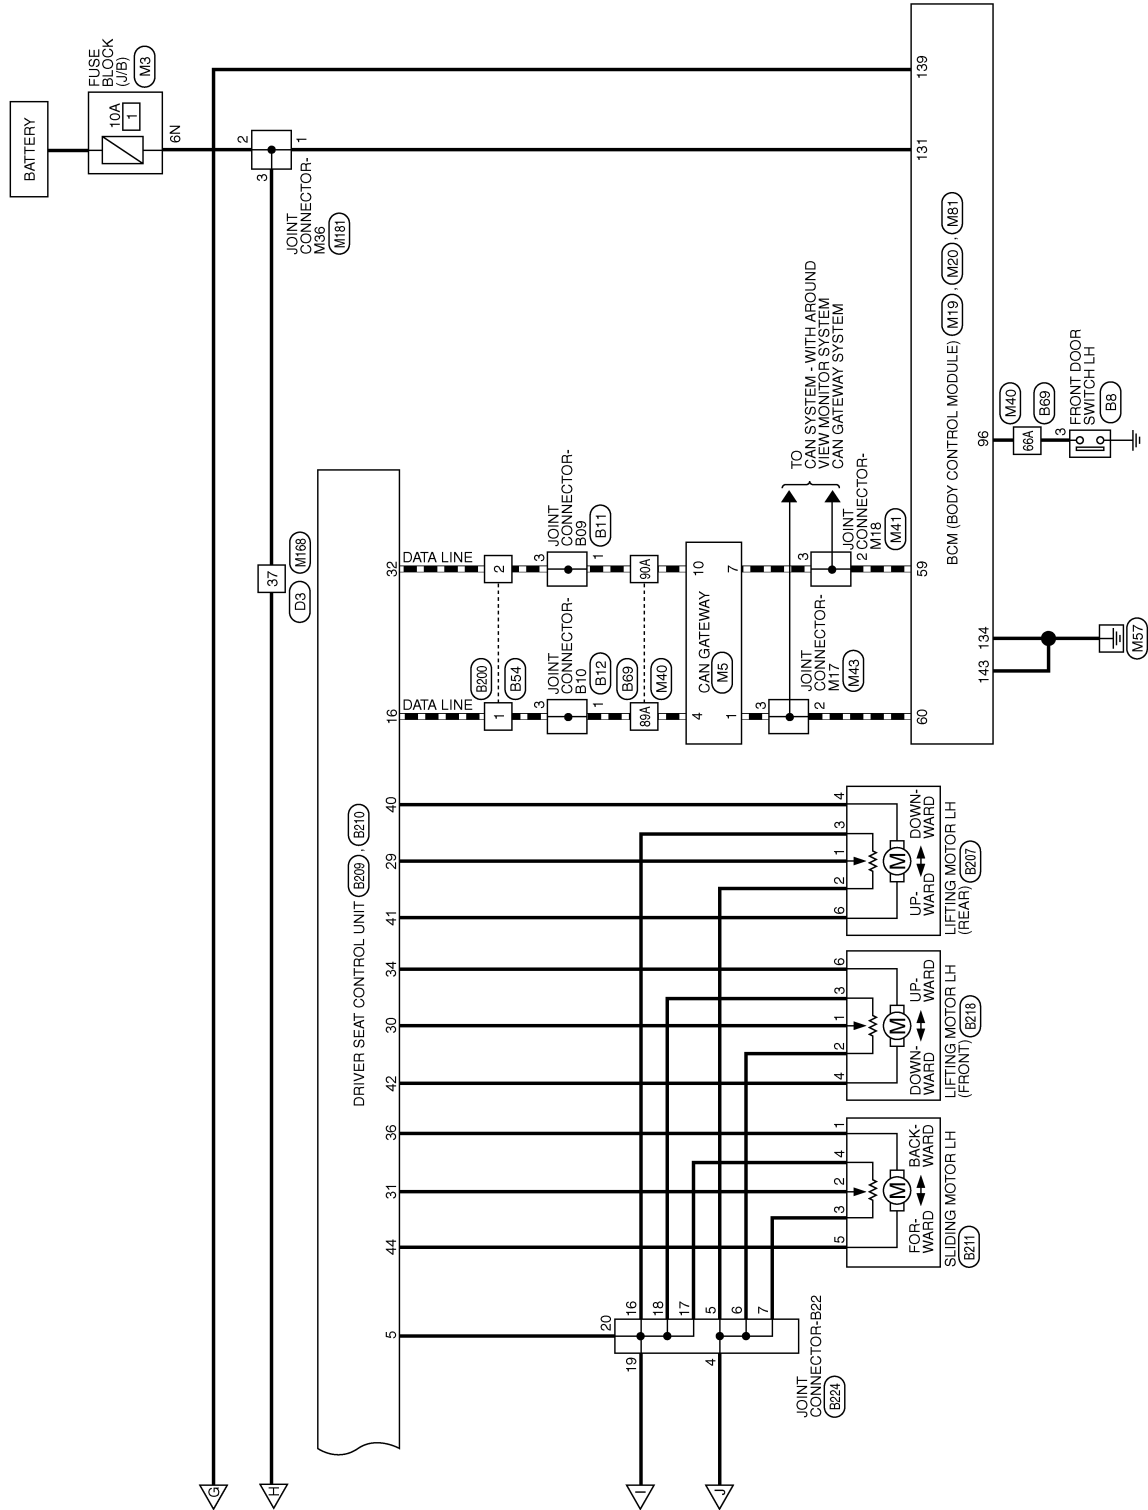 BATTERY
FUSE
BLOCK
(J/B)
M3
10A
1
6N
2
1
3
JOINT
CONNECTOR-
M36
M181
139
131
BCM (BODY CONTROL MODULE) M19 , M20 , M81
37
M168
D3
DRIVER SEAT CONTROL UNIT B209 , B210
32
DATA LINE
2
3
JOINT
CONNECTOR-
B09
B11
1
90A
10
7
3
JOINT
CONNECTOR-
M18
M41
2
59
TO
CAN SYSTEM - WITH AROUND
VIEW MONITOR SYSTEM
CAN GATEWAY SYSTEM
16
DATA LINE
B200
B54
1
3
JOINT
CONNECTOR-
B10
B12
1
B69
M40
89A
4
CAN GATEWAY
M5
1
3
JOINT
CONNECTOR-
M17
M43
2
60
96
M40
B69
66A
3
FRONT DOOR
SWITCH LH
B8
134
143
M57
40
29
41
4
3
1
2
6
M
UP-
WARD
DOWN-
WARD
LIFTING MOTOR LH
(REAR)
B207
34
30
42
6
3
1
2
4
M
DOWN-
WARD
UP-
WARD
LIFTING MOTOR LH
(FRONT)
B218
36
31
44
1
4
2
3
5
M
FOR-
WARD
BACK-
WARD
SLIDING MOTOR LH
B211
5
20
16
18
17
5
6
7
19
4
JOINT
CONNECTOR-B22
B224
G
H
I
J